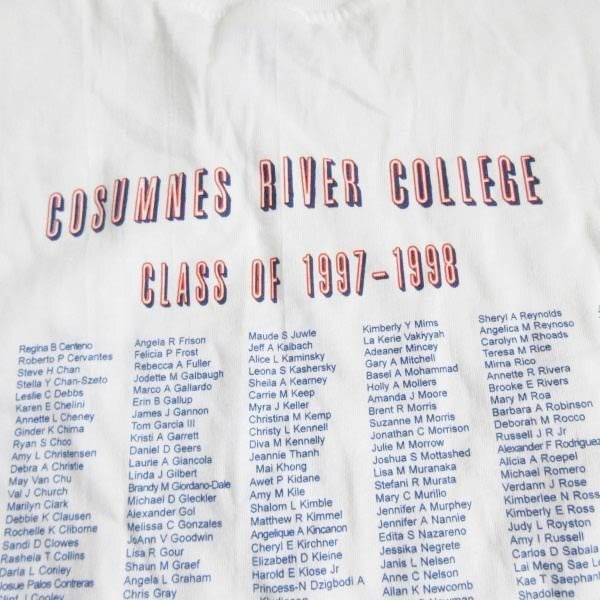 COSUMNES RIVER COLLEGE
CLASS OF 1997-1998
Regina B Centeno
Roberto P Cervantes
Steve H Chan
Stella Y Chan-Szeto
Leslie C Debbs
Karen E Chelini
Annette L Cheney
Ginder K Chima
Ryan S Choo
Amy L Christensen
Debra A Christie
May Van Chu
Val J Church
Marilyn Clark
Debbie K Clausen
Rochelle K Cliborne
Sandi D Clowes
Rasheia T Collins
Darla L Conley
Josue Palos Contreras
Clint J Cooley
Angela R Frison
Felicia P Frost
Rebecca A Fuller
Jodette M Galbaugh
Marco A Gallardo
Erin B Gallup
James J Gannon
Tom Garcia III
Kristi A Garrett
Daniel D Geers
Laurie A Giancola
Linda J Gilbert
Brandy M Giordano-Dale
Michael D Gleckler
Alexander Gol
Melissa C Gonzales
JoAnn V Goodwin
Lisa R Gour
Shaun M Graef
Angela L Graham
Chris Gray
Maude S Juwle
Jeff A Kalbach
Alice L Kaminsky
Leona S Kashersky
Sheila A Kearney
Carrie M Keep
Myra J Keller
Christina M Kemp
Christy L Kennell
Diva M Kennelly
Jeannie Thanh
Mai Khong
Awet P Kidane
Amy M Kile
Shalom L Kimble
Matthew R Kimmel
Angelique A Kincanon
Cheryl E Kirchner
Elizabeth D Kleine
Harold E Klose Jr
Princess-N Dzigbodi A
Kimberly Y Mims
La Kerie Vakiyyah
Adeaner Mincey
Gary A Mitchell
Basel A Mohammad
Holly A Mollers
Amanda J Moore
Brent R Morris
Suzanne M Morris
Jonathan C Morrison
Julie M Morrow
Joshua S Mottashed
Lisa M Muranaka
Stefani R Murata
Mary C Murillo
Jennifer A Murphey
Jennifer A Nannie
Edita S Nazareno
Jessika Negrete
Janis L Nelsen
Anne C Nelson
Allan K Newcomb
Newman
Sheryl A Reynolds
Angelica M Reynoso
Carolyn M Rhoads
Teresa M Rice
Mirna Rico
Annette R Rivera
Brooke E Rivers
Mary M Roa
Barbara A Robinson
Deborah M Rocco
Russell J R Jr
Alexander F Rodriguez
Alicia A Roepel
Michael Romero
Verdann J Rose
Kimberlee N Ross
Kimberly E Ross
Judy L Royston
Amy I Russell
Carlos D Sabala
Lai Meng Sae
Kae T Saephan
Shadolene